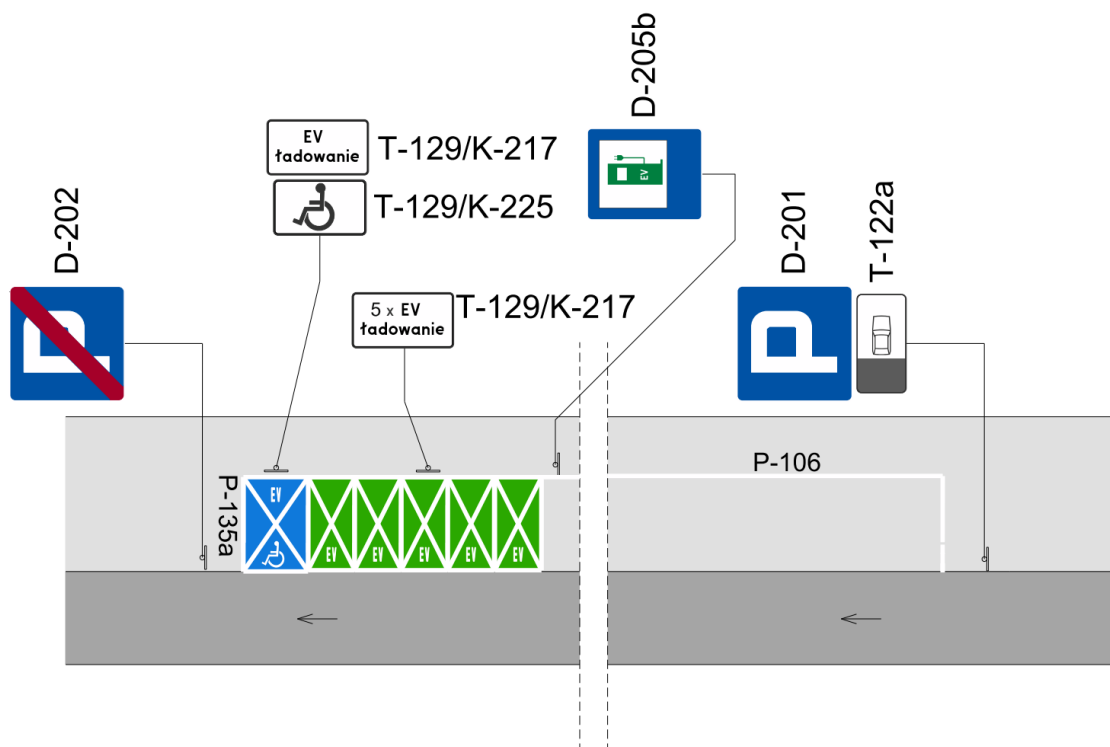 D-205b
EV
ładowanie
T-129/K-217
EV
T-129/K-225
D-202
D-201
T-122a
P
5 x EV
ładowanie
T-129/K-217
P
P-106
P-135a
EV
EV
EV
EV
EV
EV